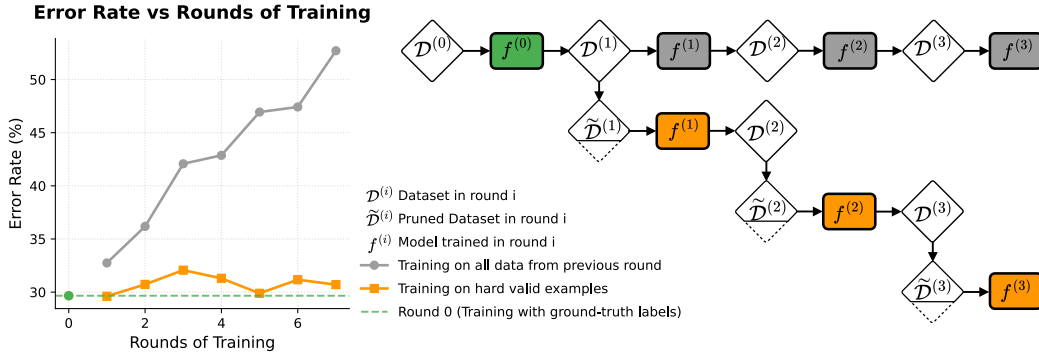 Error Rate vs Rounds of Training
Error Rate (%)
50
45
40
35
30
0 2 4 6
Rounds of Training
𝒟⁽ⁱ⁾ Dataset in round i
𝒟̃⁽ⁱ⁾ Pruned Dataset in round i
f⁽ⁱ⁾ Model trained in round i
Training on all data from previous round
Training on hard valid examples
Round 0 (Training with ground-truth labels)
𝒟⁽⁰⁾ f⁽⁰⁾ 𝒟⁽¹⁾ f⁽¹⁾ 𝒟⁽²⁾ f⁽²⁾ 𝒟⁽³⁾ f⁽³⁾
𝒟̃⁽¹⁾ f⁽¹⁾ 𝒟⁽²⁾
𝒟̃⁽²⁾ f⁽²⁾ 𝒟⁽³⁾
𝒟̃⁽³⁾ f⁽³⁾